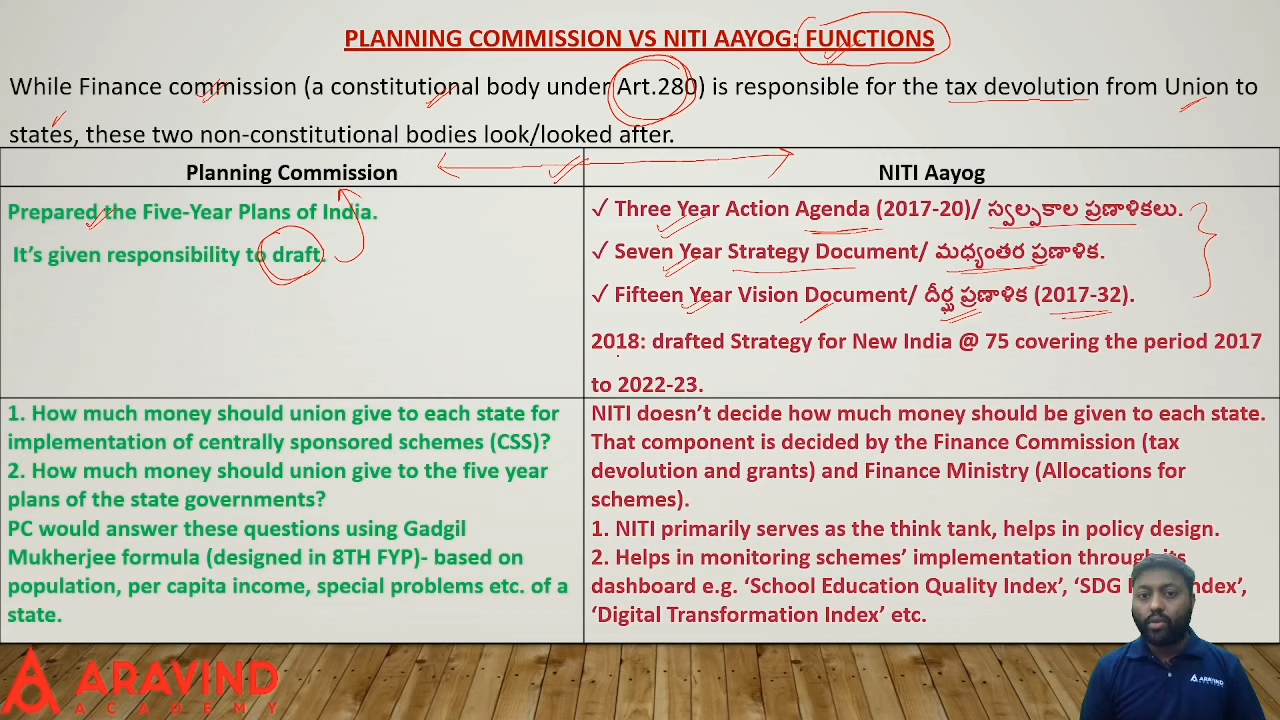 PLANNING COMMISSION VS NITI AAYOG: FUNCTIONS
While Finance commission (a constitutional body under Art.280) is responsible for the tax devolution from Union to
states, these two non-constitutional bodies look/looked after.
Planning Commission
Prepared the Five-Year Plans of India.
It's given responsibility to draft.
1. How much money should union give to each state for
implementation of centrally sponsored schemes (CSS)?
2. How much money should union give to the five year
plans of the state governments?
PC would answer these questions using Gadgil
Mukherjee formula (designed in 8TH FYP)- based on
population, per capita income, special problems etc. of a
state.
NITI Aayog
✓ Three Year Action Agenda (2017-20)/ స్వల్పకాల ప్రణాళికలు.
✓ Seven Year Strategy Document/ మధ్యంతర ప్రణాళిక.
✓ Fifteen Year Vision Document/ దీర్ఘ ప్రణాళిక (2017-32).
2018: drafted Strategy for New India @ 75 covering the period 2017
to 2022-23.
NITI doesn't decide how much money should be given to each state.
That component is decided by the Finance Commission (tax
devolution and grants) and Finance Ministry (Allocations for
schemes).
1. NITI primarily serves as the think tank, helps in policy design.
2. Helps in monitoring schemes' implementation through its
dashboard e.g. 'School Education Quality Index', 'SDG Index',
'Digital Transformation Index' etc.
ARAVIND
ACADEMY
ARAVIND